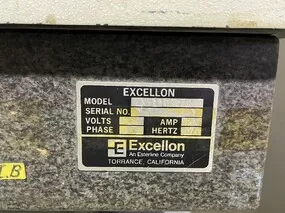 EXCELLON
MODEL
SERIAL NO.
VOLTS AMP
PHASE HERTZ
E Excellon
An Esterline Company
TORRANCE, CALIFORNIA